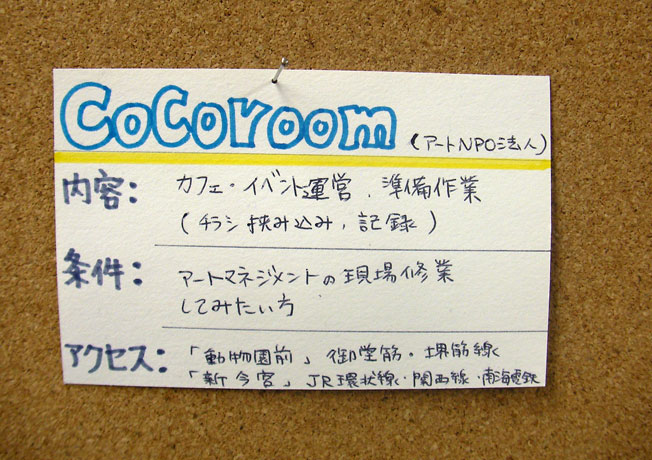 CoCoroom (アートNPO法人)
内容: カフェ・イベント運営、準備作業
(チラシ挟み込み、記録)
条件: アートマネジメントの現場修業
してみたい方
アクセス: 「動物園前」御堂筋・堺筋線
「新今宮」JR環状線・関西線・南海電鉄